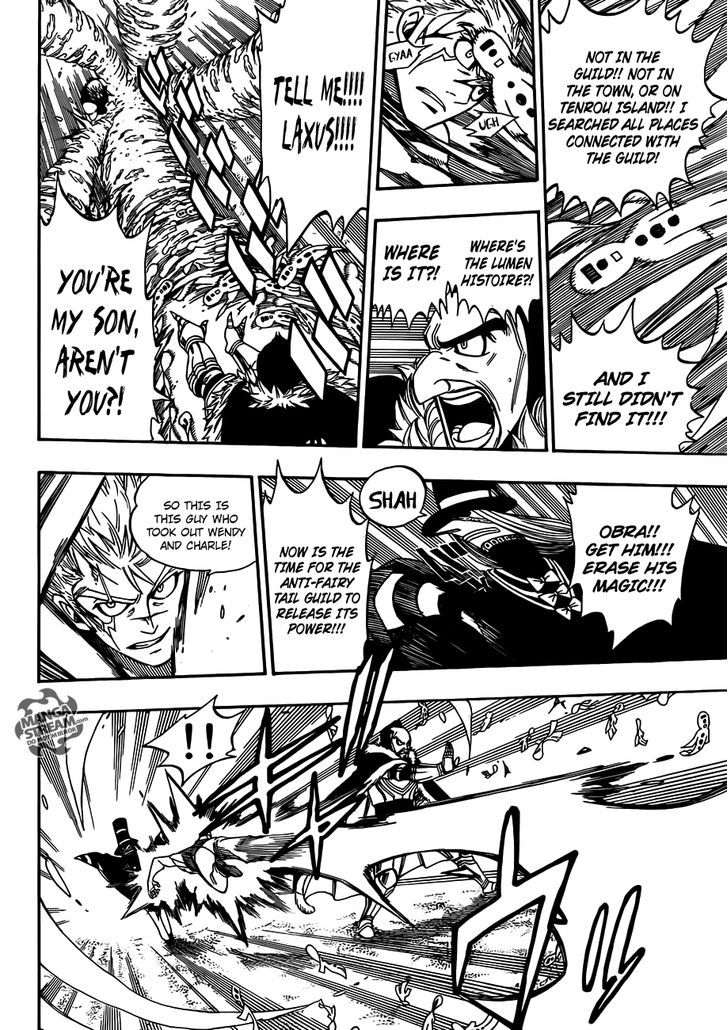 NOT IN THE
GUILD!! NOT IN
THE TOWN, OR ON
TENROU ISLAND!! I
SEARCHED ALL PLACES
CONNECTED WITH
THE GUILD!
AND I
STILL DIDN'T
FIND IT!!!
GYAA
UGH
WHERE'S
THE LUMEN
HISTOIRE?!
WHERE
IS IT?!
TELL ME!!!!
LAXUS!!!!
YOU'RE
MY SON,
AREN'T
YOU?!
OBRA!!
GET HIM!!!
ERASE HIS
MAGIC!!!
SHAH
NOW IS THE
TIME FOR THE
ANTI-FAIRY
TAIL GUILD TO
RELEASE ITS
POWER!!!
SO THIS IS
THIS GUY WHO
TOOK OUT WENDY
AND CHARLE!
!!
MANGA
STREAM.com